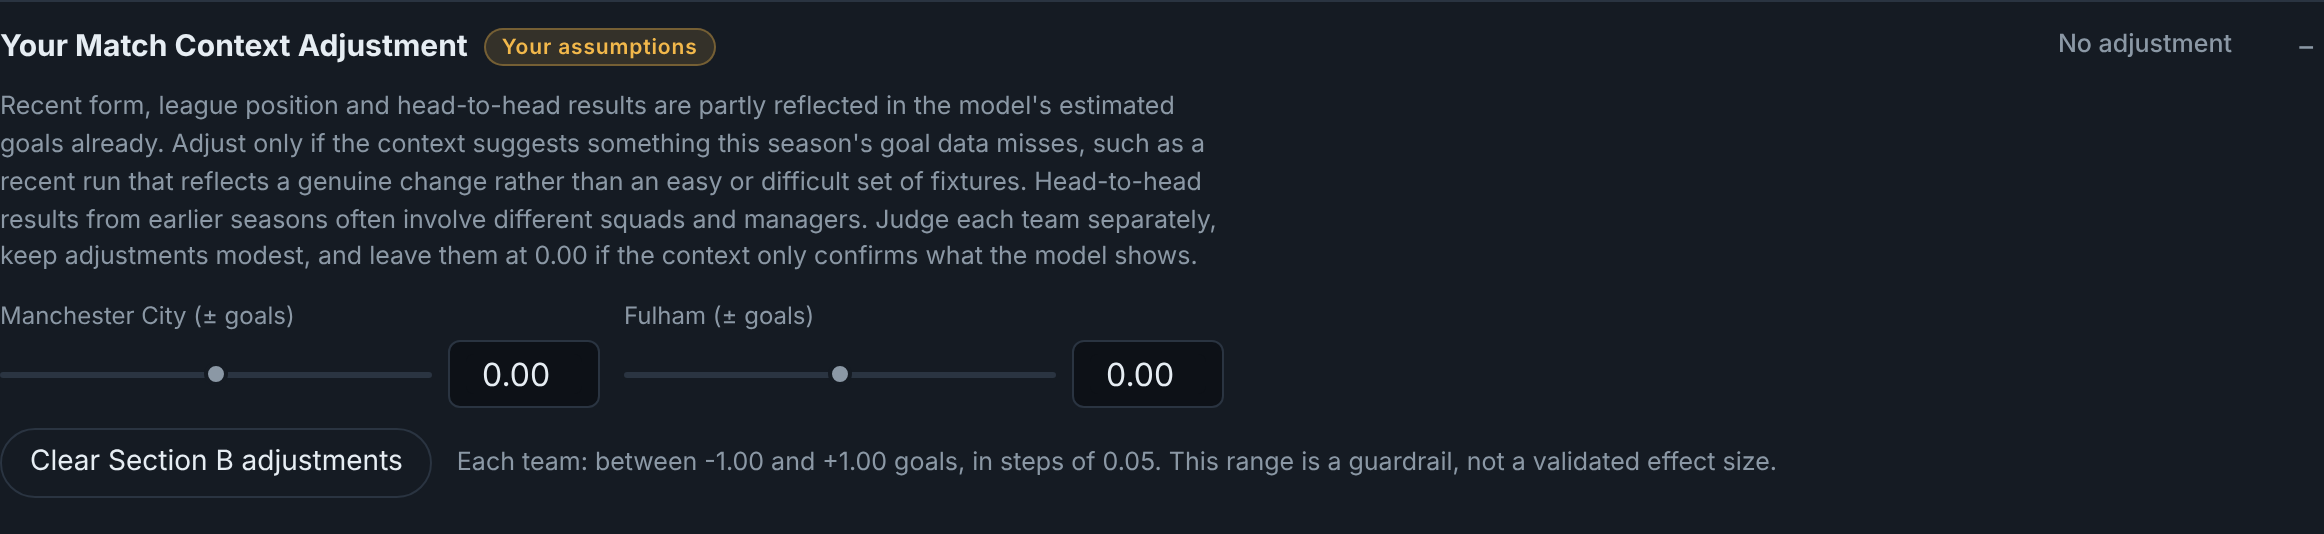 Your Match Context Adjustment Your assumptions No adjustment –
Recent form, league position and head-to-head results are partly reflected in the model's estimated
goals already. Adjust only if the context suggests something this season's goal data misses, such as a
recent run that reflects a genuine change rather than an easy or difficult set of fixtures. Head-to-head
results from earlier seasons often involve different squads and managers. Judge each team separately,
keep adjustments modest, and leave them at 0.00 if the context only confirms what the model shows.
Manchester City (± goals) Fulham (± goals)
0.00 0.00
Clear Section B adjustments Each team: between -1.00 and +1.00 goals, in steps of 0.05. This range is a guardrail, not a validated effect size.